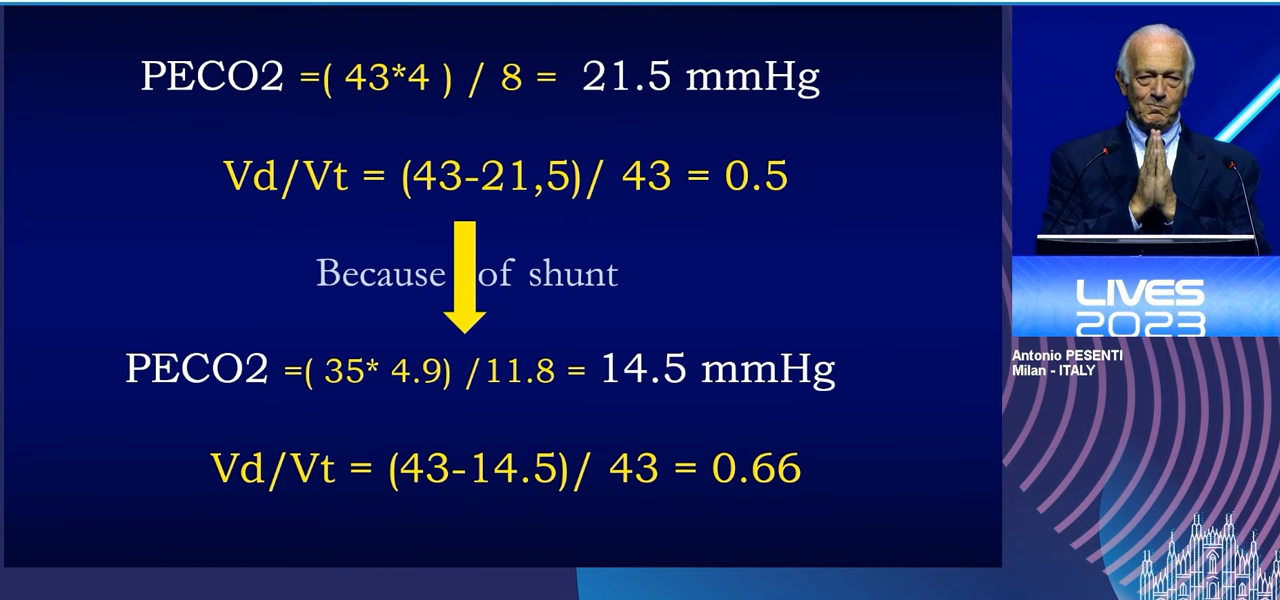 PECO2 =( 43*4 ) / 8 = 21.5 mmHg
Vd/Vt = (43-21,5)/ 43 = 0.5
Because of shunt
PECO2 =( 35* 4.9) /11.8 = 14.5 mmHg
Vd/Vt = (43-14.5)/ 43 = 0.66
LIVES
2023
Antonio PESENTI
Milan - ITALY